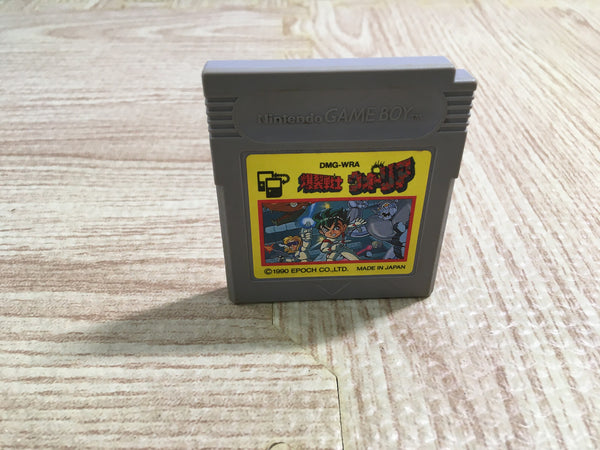 Nintendo GAME BOY™
DMG-WRA
爆裂戦士 ウォーリア
©1990 EPOCH CO.,LTD. MADE IN JAPAN